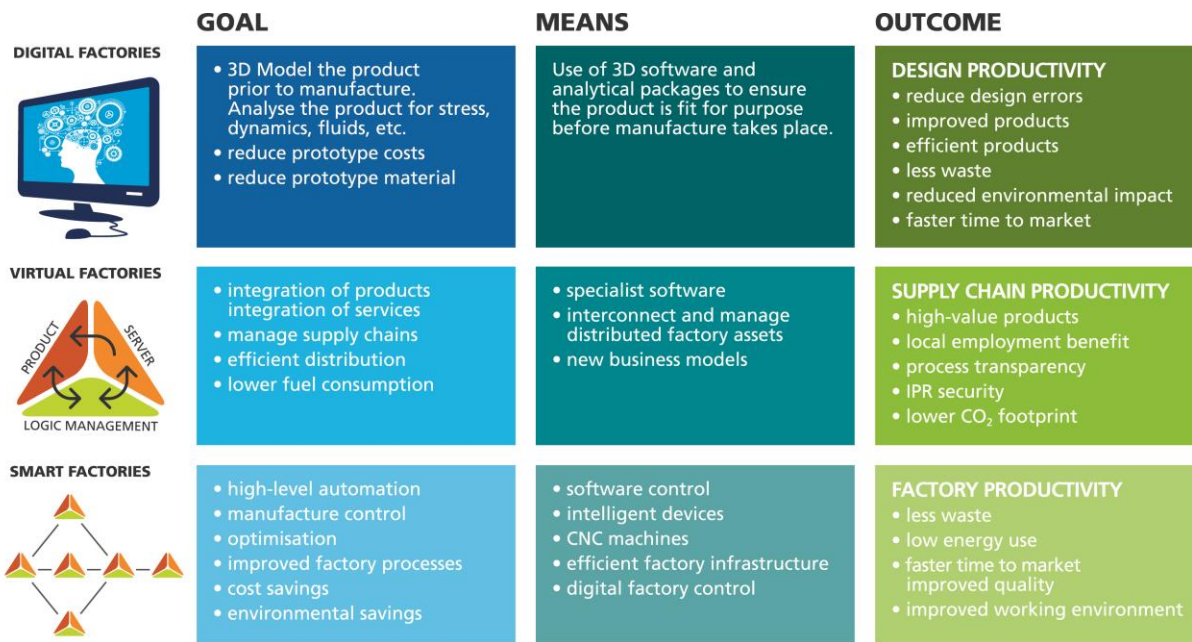 GOAL
MEANS
OUTCOME
DIGITAL FACTORIES
• 3D Model the product
prior to manufacture.
Analyse the product for stress,
dynamics, fluids, etc.
• reduce prototype costs
• reduce prototype material
Use of 3D software and
analytical packages to ensure
the product is fit for purpose
before manufacture takes place.
DESIGN PRODUCTIVITY
• reduce design errors
• improved products
• efficient products
• less waste
• reduced environmental impact
• faster time to market
VIRTUAL FACTORIES
PRODUCT
SERVER
LOGIC MANAGEMENT
• integration of products
integration of services
• manage supply chains
• efficient distribution
• lower fuel consumption
• specialist software
• interconnect and manage
distributed factory assets
• new business models
SUPPLY CHAIN PRODUCTIVITY
• high-value products
• local employment benefit
• process transparency
• IPR security
• lower CO₂ footprint
SMART FACTORIES
• high-level automation
• manufacture control
• optimisation
• improved factory processes
• cost savings
• environmental savings
• software control
• intelligent devices
• CNC machines
• efficient factory infrastructure
• digital factory control
FACTORY PRODUCTIVITY
• less waste
• low energy use
• faster time to market
improved quality
• improved working environment